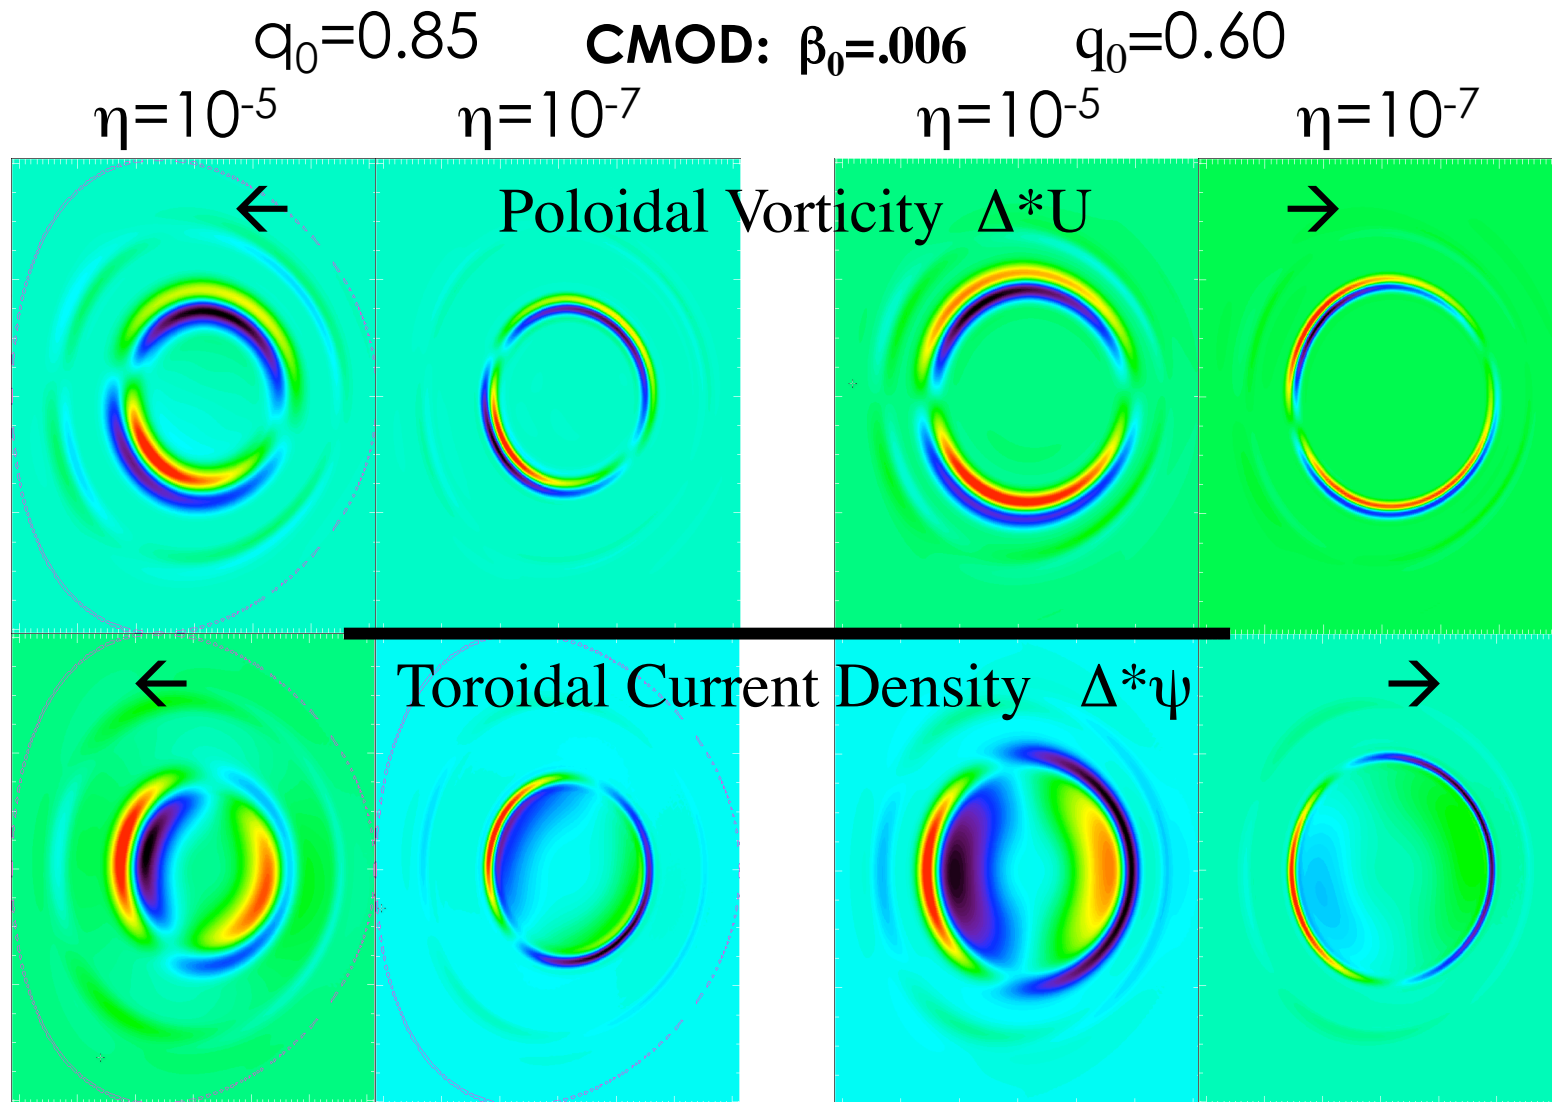 q₀=0.85 CMOD: β₀=.006 q₀=0.60
η=10⁻⁵ η=10⁻⁷ η=10⁻⁵ η=10⁻⁷
← Poloidal Vorticity Δ*U →
← Toroidal Current Density Δ*ψ →